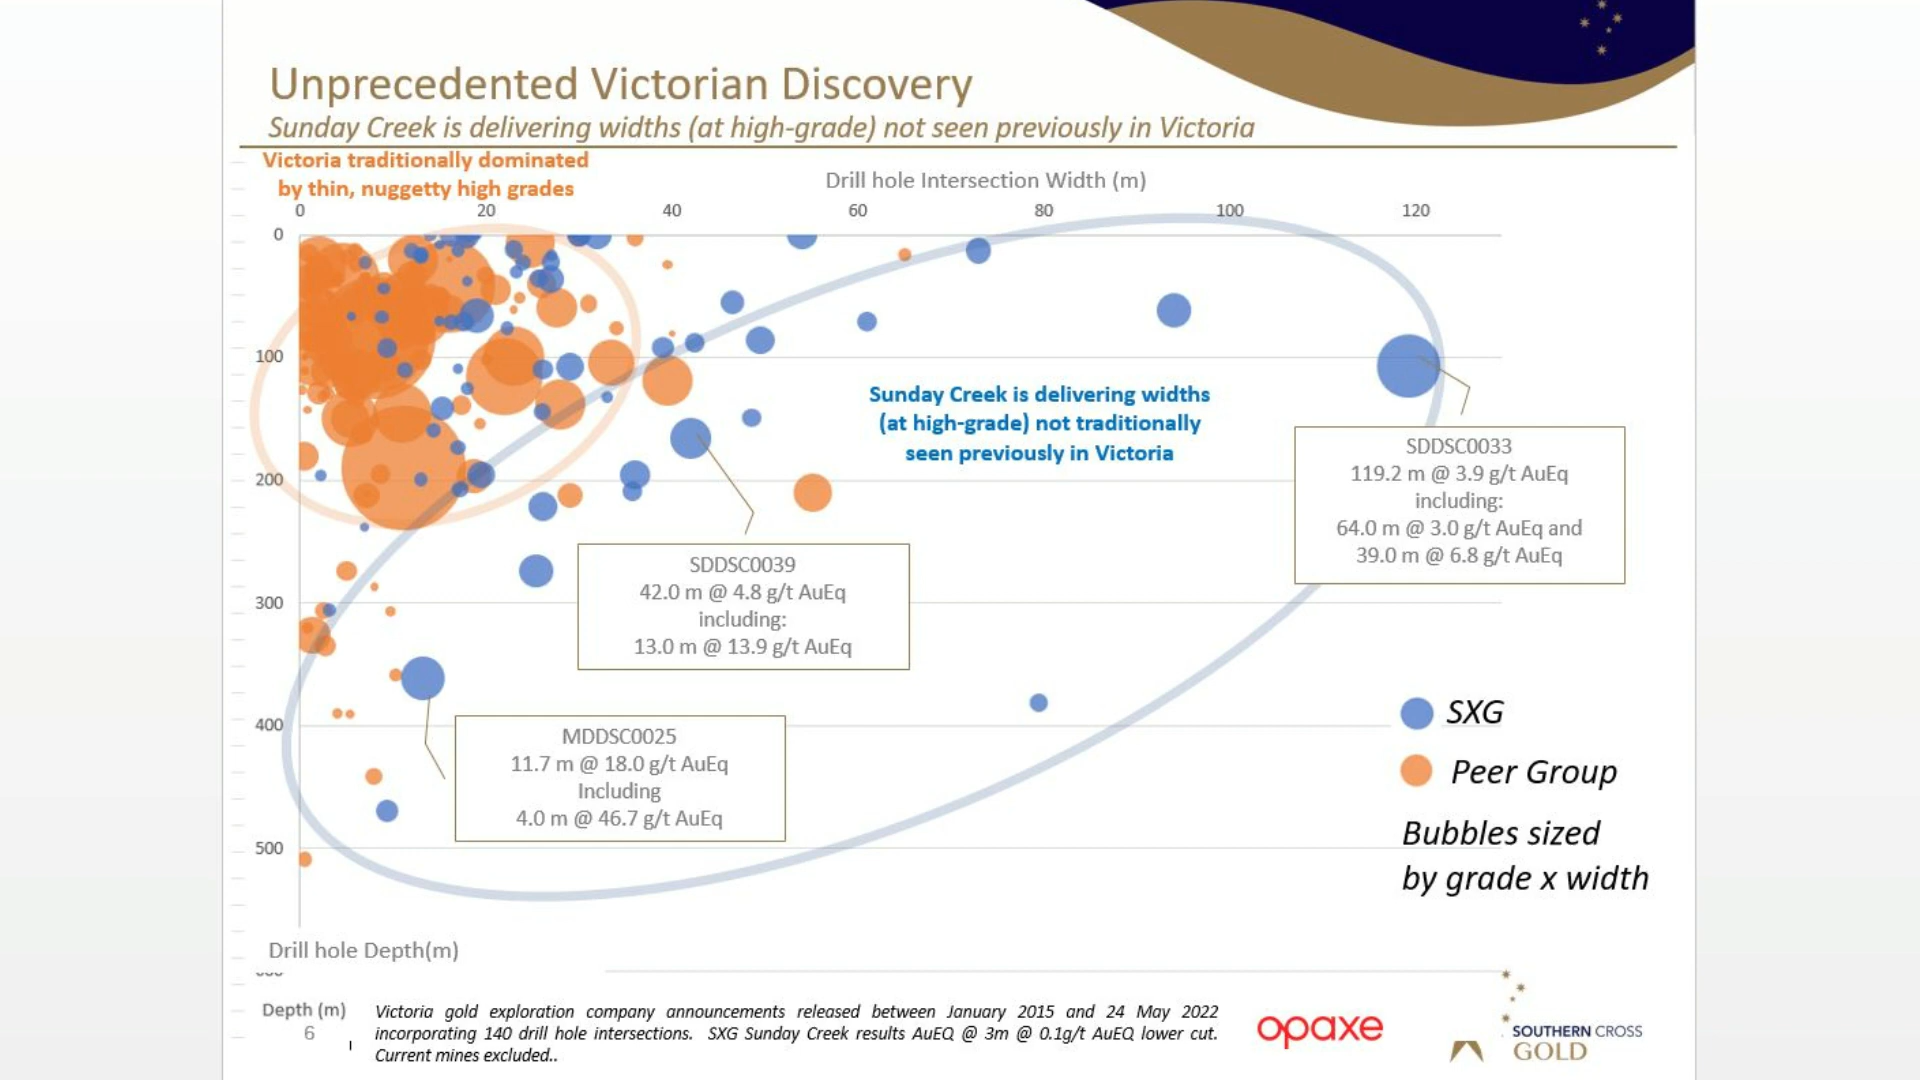 Unprecedented Victorian Discovery
Sunday Creek is delivering widths (at high-grade) not seen previously in Victoria
Victoria traditionally dominated
by thin, nuggetty high grades
Drill hole Intersection Width (m)
0 20 40 60 80 100 120
0
100
200
300
400
500
Sunday Creek is delivering widths
(at high-grade) not traditionally
seen previously in Victoria
SDDSC0033
119.2 m @ 3.9 g/t AuEq
including:
64.0 m @ 3.0 g/t AuEq and
39.0 m @ 6.8 g/t AuEq
SDDSC0039
42.0 m @ 4.8 g/t AuEq
including:
13.0 m @ 13.9 g/t AuEq
MDDSC0025
11.7 m @ 18.0 g/t AuEq
Including
4.0 m @ 46.7 g/t AuEq
SXG
Peer Group
Bubbles sized
by grade x width
Drill hole Depth(m)
Depth (m)
6
Victoria gold exploration company announcements released between January 2015 and 24 May 2022
incorporating 140 drill hole intersections. SXG Sunday Creek results AuEQ @ 3m @ 0.1g/t AuEQ lower cut.
Current mines excluded..
opaxe
SOUTHERN CROSS
GOLD